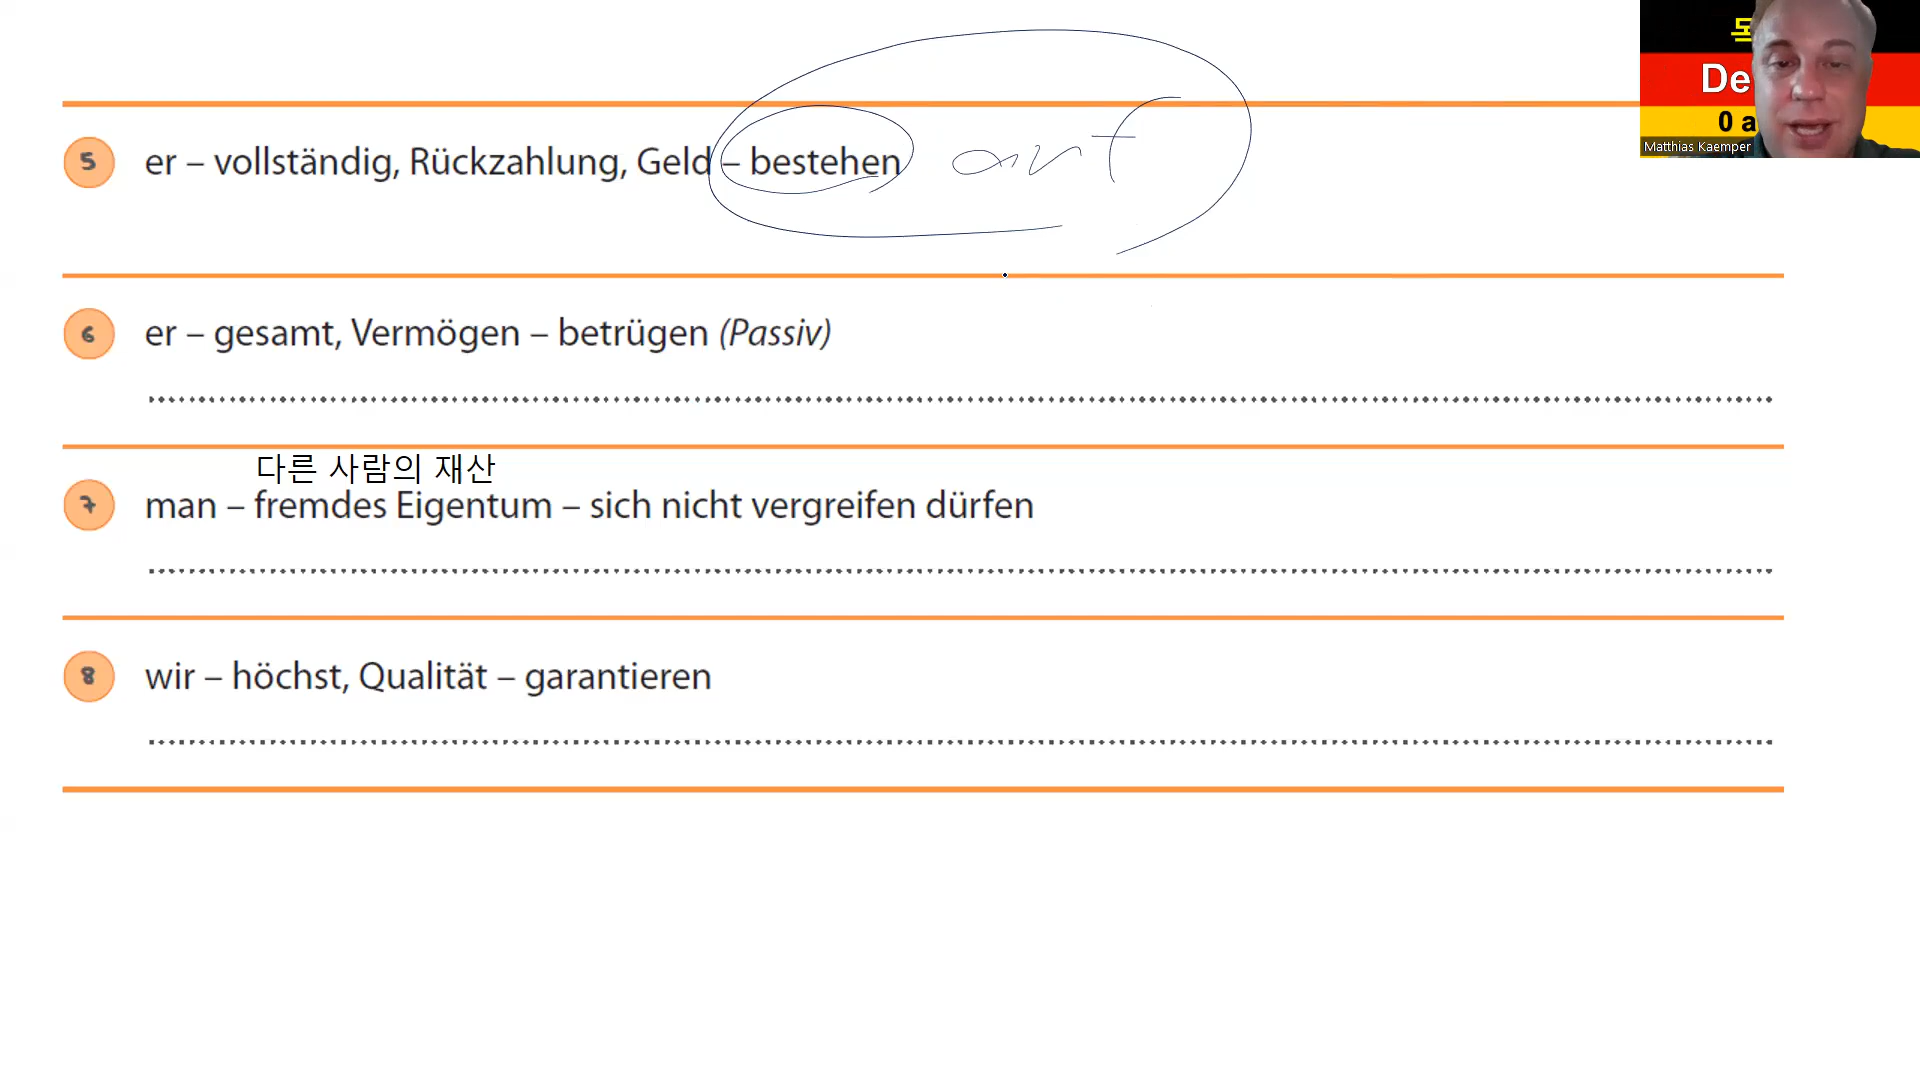 독
De
0 a
Matthias Kaemper
5 er – vollständig, Rückzahlung, Geld – bestehen auf
6 er – gesamt, Vermögen – betrügen (Passiv)
다른 사람의 재산
7 man – fremdes Eigentum – sich nicht vergreifen dürfen
8 wir – höchst, Qualität – garantieren